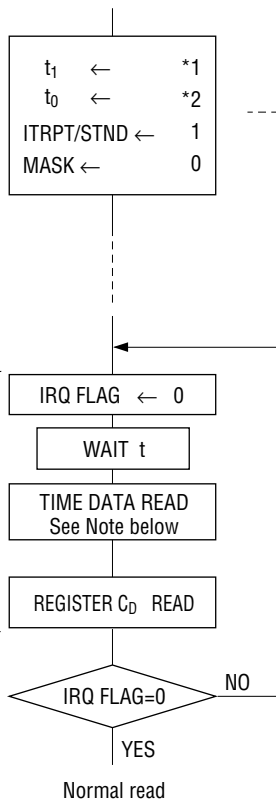 t1 ← *1
t0 ← *2
ITRPT/STND ← 1
MASK ← 0
IRQ FLAG ← 0
WAIT t
TIME DATA READ
See Note below
REGISTER CD READ
IRQ FLAG=0
NO
YES
Normal read